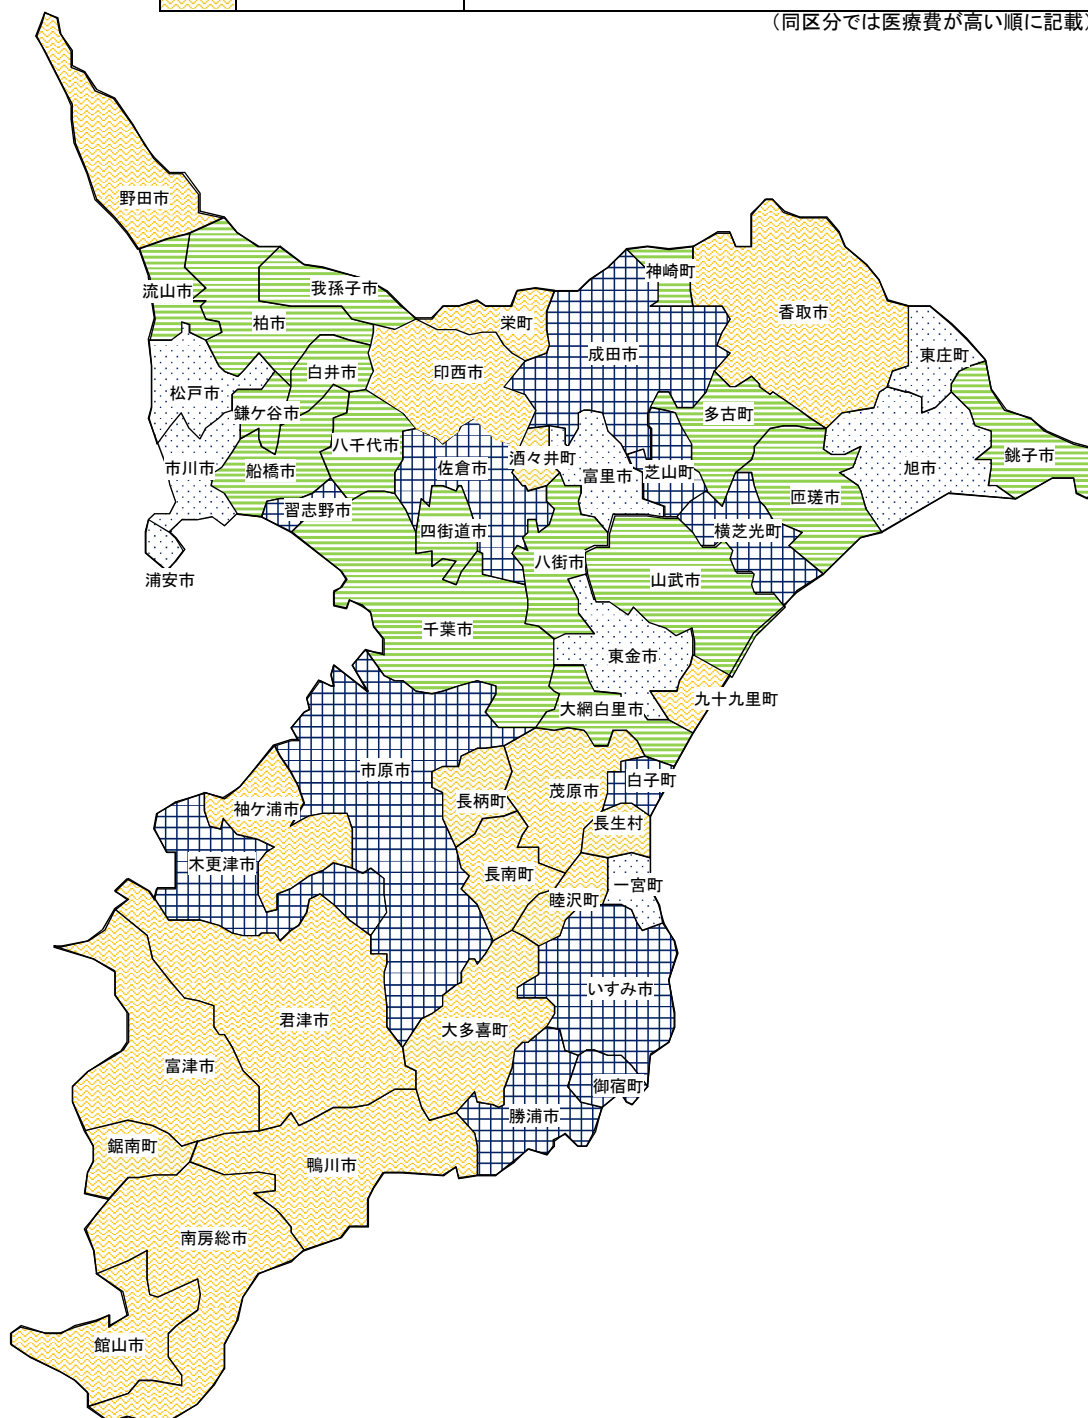 （同区分では医療費が高い順に記載）
野田市
流山市
我孫子市
柏市
神崎町
香取市
栄町
成田市
東庄町
松戸市
白井市
印西市
鎌ケ谷市
多古町
八千代市
酒々井町
銚子市
市川市
船橋市
佐倉市
富里市
芝山町
旭市
習志野市
匝瑳市
四街道市
横芝光町
浦安市
八街市
山武市
千葉市
東金市
九十九里町
大網白里市
市原市
白子町
袖ケ浦市
長柄町
茂原市
長生村
木更津市
長南町
一宮町
睦沢町
いすみ市
君津市
大多喜町
富津市
御宿町
勝浦市
鋸南町
鴨川市
南房総市
館山市